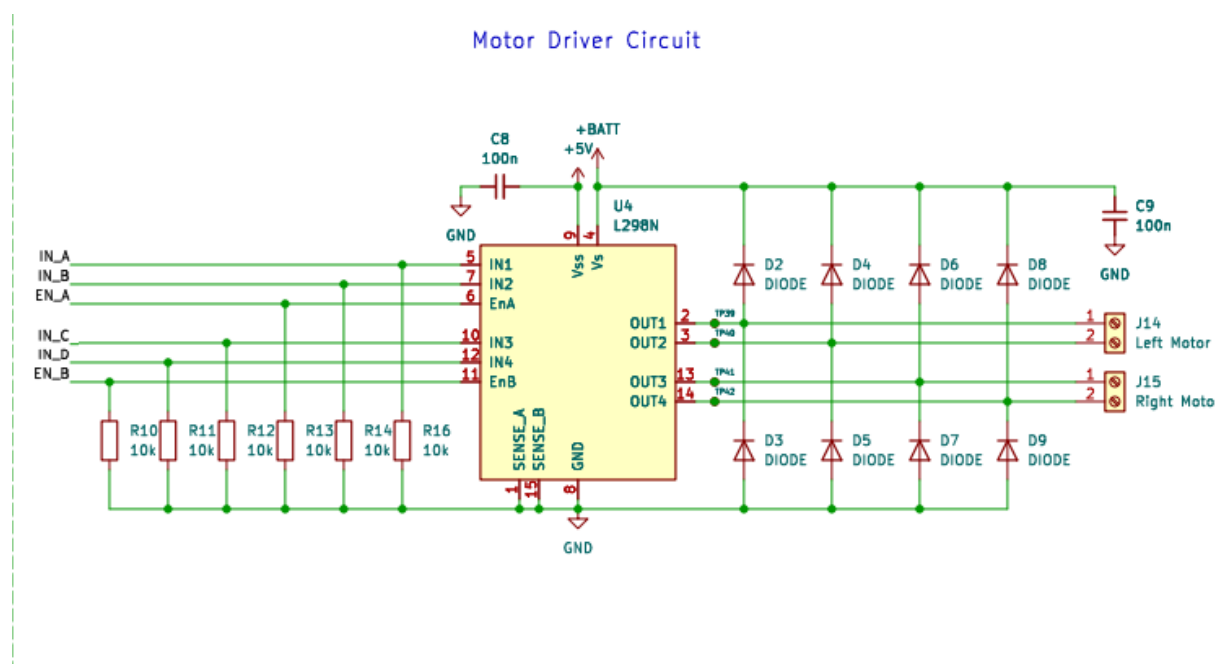 Motor Driver Circuit
+BATT
+5V
C8
100n
GND
U4
L298N
C9
100n
GND
IN_A
IN_B
EN_A
IN_C
IN_D
EN_B
5
7
6
10
12
11
IN1
IN2
EnA
IN3
IN4
EnB
9
4
Vss
Vs
OUT1
OUT2
OUT3
OUT4
2
3
13
14
TP39
TP40
TP41
TP42
SENSE_A
SENSE_B
GND
1
15
8
GND
D2
DIODE
D4
DIODE
D6
DIODE
D8
DIODE
1
2
J14
Left Motor
1
2
J15
Right Moto
R10
10k
R11
10k
R12
10k
R13
10k
R14
10k
R16
10k
D3
DIODE
D5
DIODE
D7
DIODE
D9
DIODE